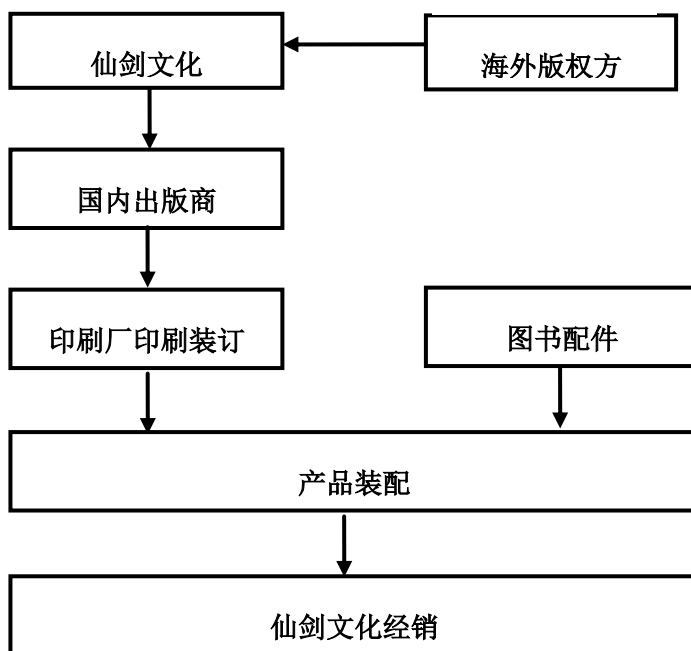 仙剑文化
海外版权方
国内出版商
印刷厂印刷装订
图书配件
产品装配
仙剑文化经销